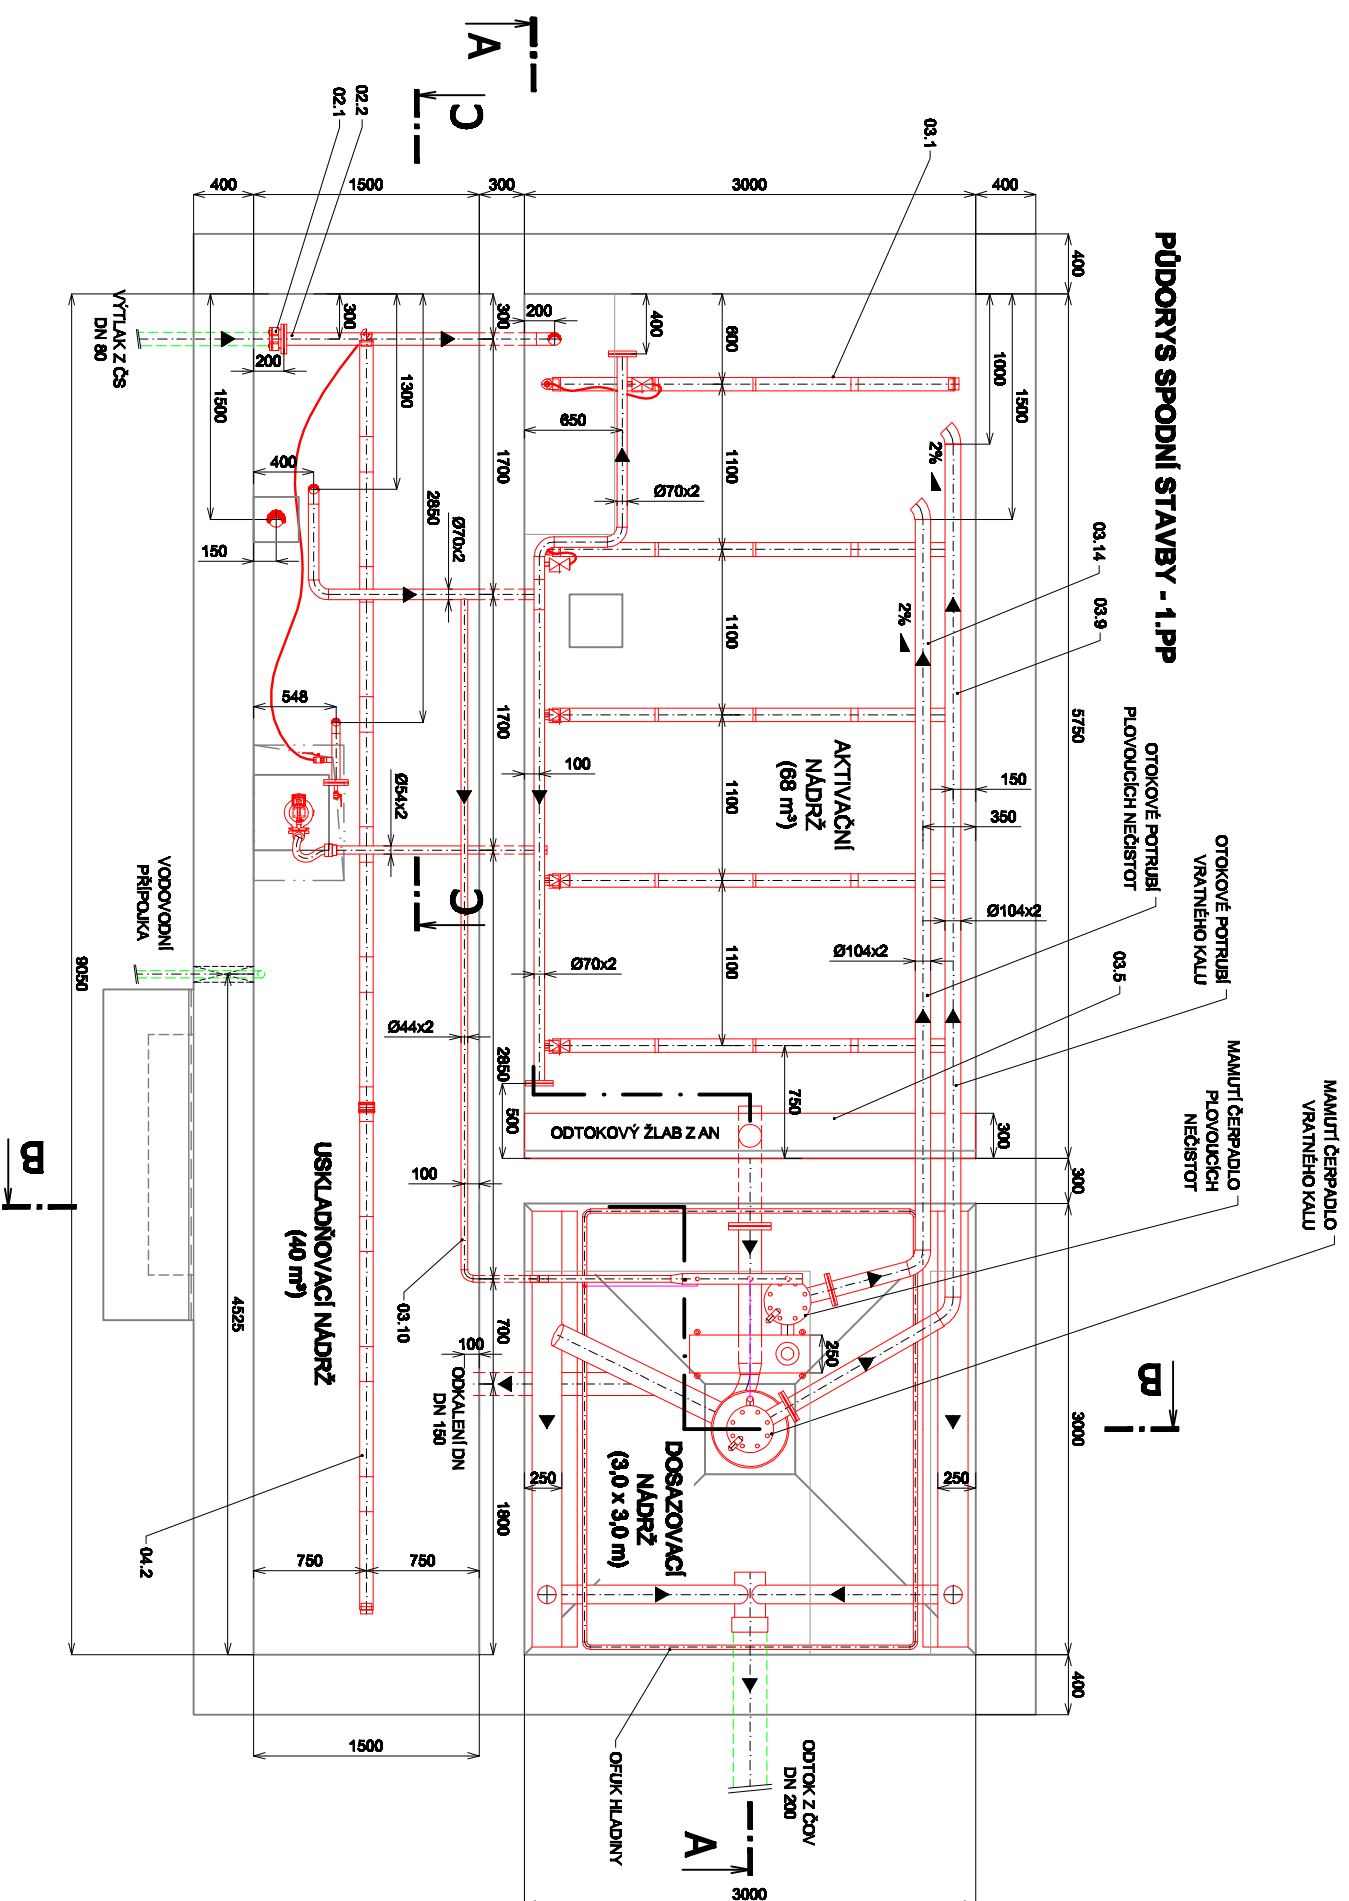 PŮDORYS SPODNÍ STAVBY - 1.PP
A
C
02.2
02.1
03.1
400
1500
300
3000
400
400
5750
300
3000
400
1000
1500
600
400
300
200
300
200
1500
1300
2850
400
150
650
1700
1700
2850
1100
1100
1100
1100
Ø70x2
Ø70x2
2%
2%
03.14
03.9
VÝTLAK Z ČS
DN 80
548
100
Ø54x2
C
AKTIVAČNÍ
NÁDRŽ
(68 m³)
150
350
Ø104x2
Ø104x2
OTOKOVÉ POTRUBÍ
PLOVOUCÍCH NEČISTOT
OTOKOVÉ POTRUBÍ
VRATNÉHO KALU
03.5
MAMUTÍ ČERPADLO
PLOVOUCÍCH
NEČISTOT
MAMUTÍ ČERPADLO
VRATNÉHO KALU
VODOVODNÍ
PŘIPOJKA
9050
4525
Ø70x2
Ø44x2
750
500
300
ODTOKOVÝ ŽLAB Z AN
100
B
B
USKLADŇOVACÍ NÁDRŽ
(40 m³)
03.10
700
100
ODKALENÍ DN
DN 150
1800
250
250
250
DOSAZOVACÍ
NÁDRŽ
(3,0 x 3,0 m)
04.2
750
750
1500
OFUK HLADINY
ODTOK Z ČOV
DN 200
A
3000